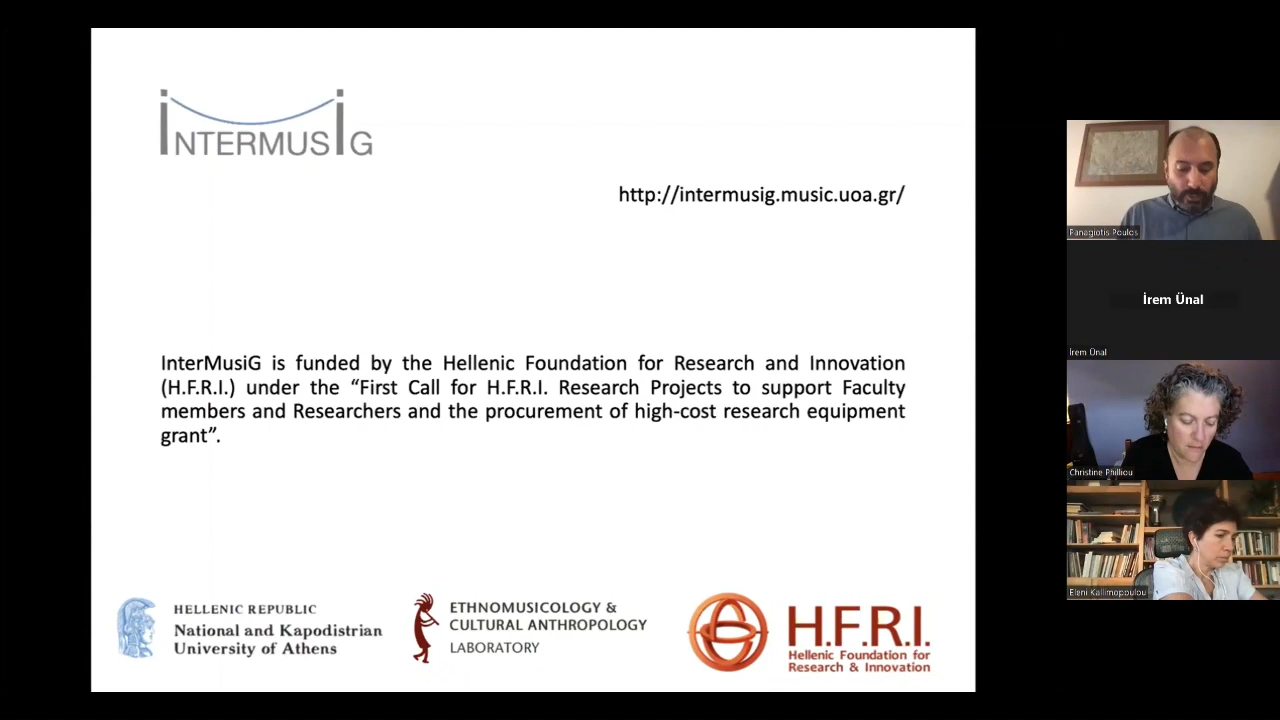 INTERMUSIG
http://intermusig.music.uoa.gr/
InterMusiG is funded by the Hellenic Foundation for Research and Innovation
(H.F.R.I.) under the “First Call for H.F.R.I. Research Projects to support Faculty
members and Researchers and the procurement of high-cost research equipment
grant”.
HELLENIC REPUBLIC
National and Kapodistrian
University of Athens
ETHNOMUSICOLOGY &
CULTURAL ANTHROPOLOGY
LABORATORY
H.F.R.I.
Hellenic Foundation for
Research & Innovation
Panagiotis Poulos
İrem Ünal
İrem Ünal
Christine Philliou
Eleni Kallimopoulou